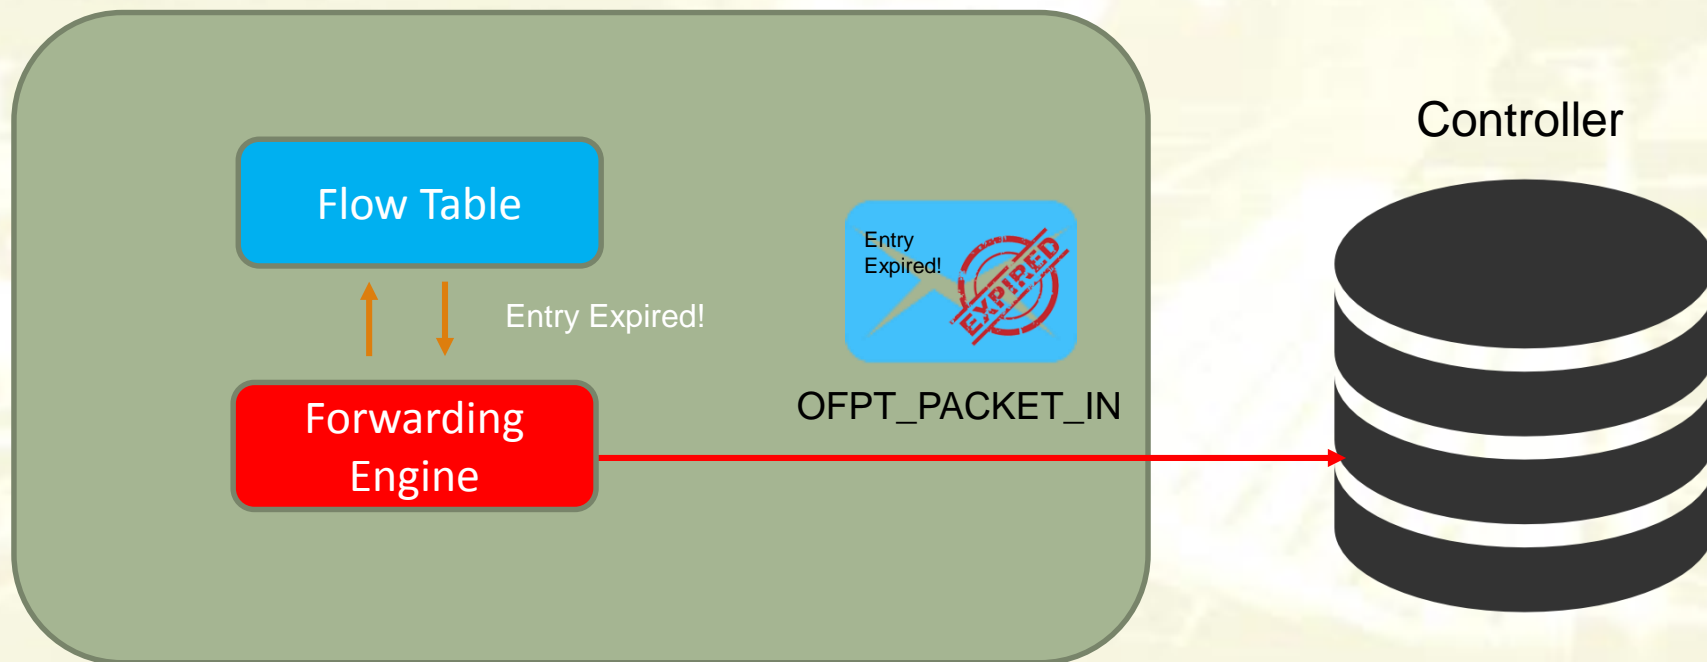 Controller
Flow Table
Entry
Expired!
EXPIRED
Entry Expired!
OFPT_PACKET_IN
Forwarding
Engine